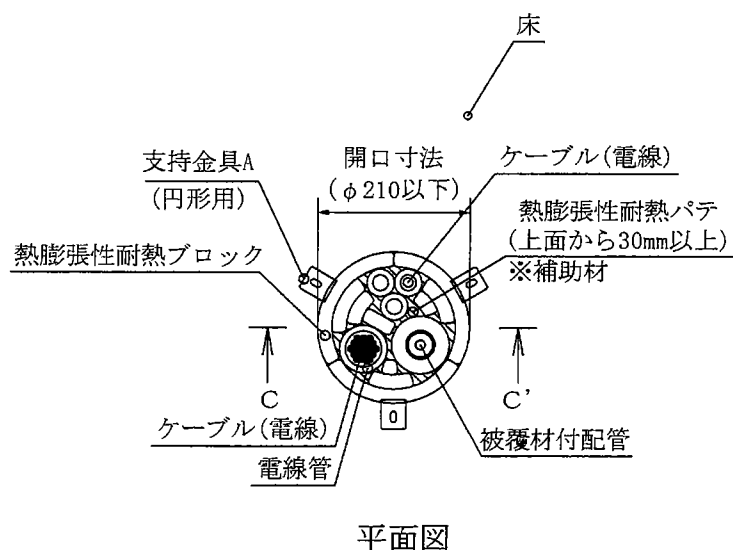 床
支持金具A
(円形用)
開口寸法
(φ210以下)
ケーブル(電線)
熱膨張性耐熱パテ
(上面から30mm以上)
※補助材
熱膨張性耐熱ブロック
C
C'
ケーブル(電線)
電線管
被覆材付配管
平面図